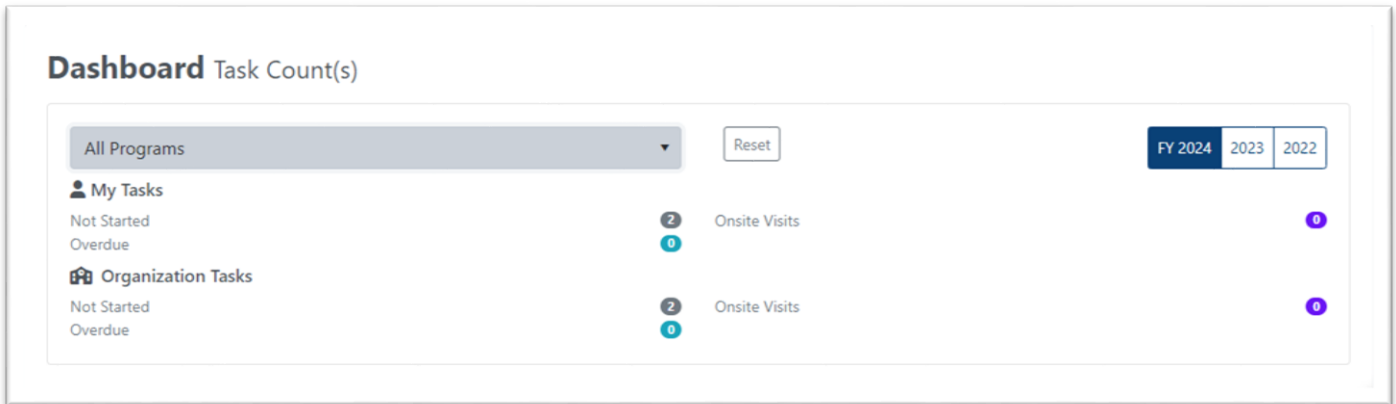 Dashboard Task Count(s)
All Programs
Reset
FY 2024 2023 2022
My Tasks
Not Started 2 Onsite Visits 0
Overdue 0
Organization Tasks
Not Started 2 Onsite Visits 0
Overdue 0